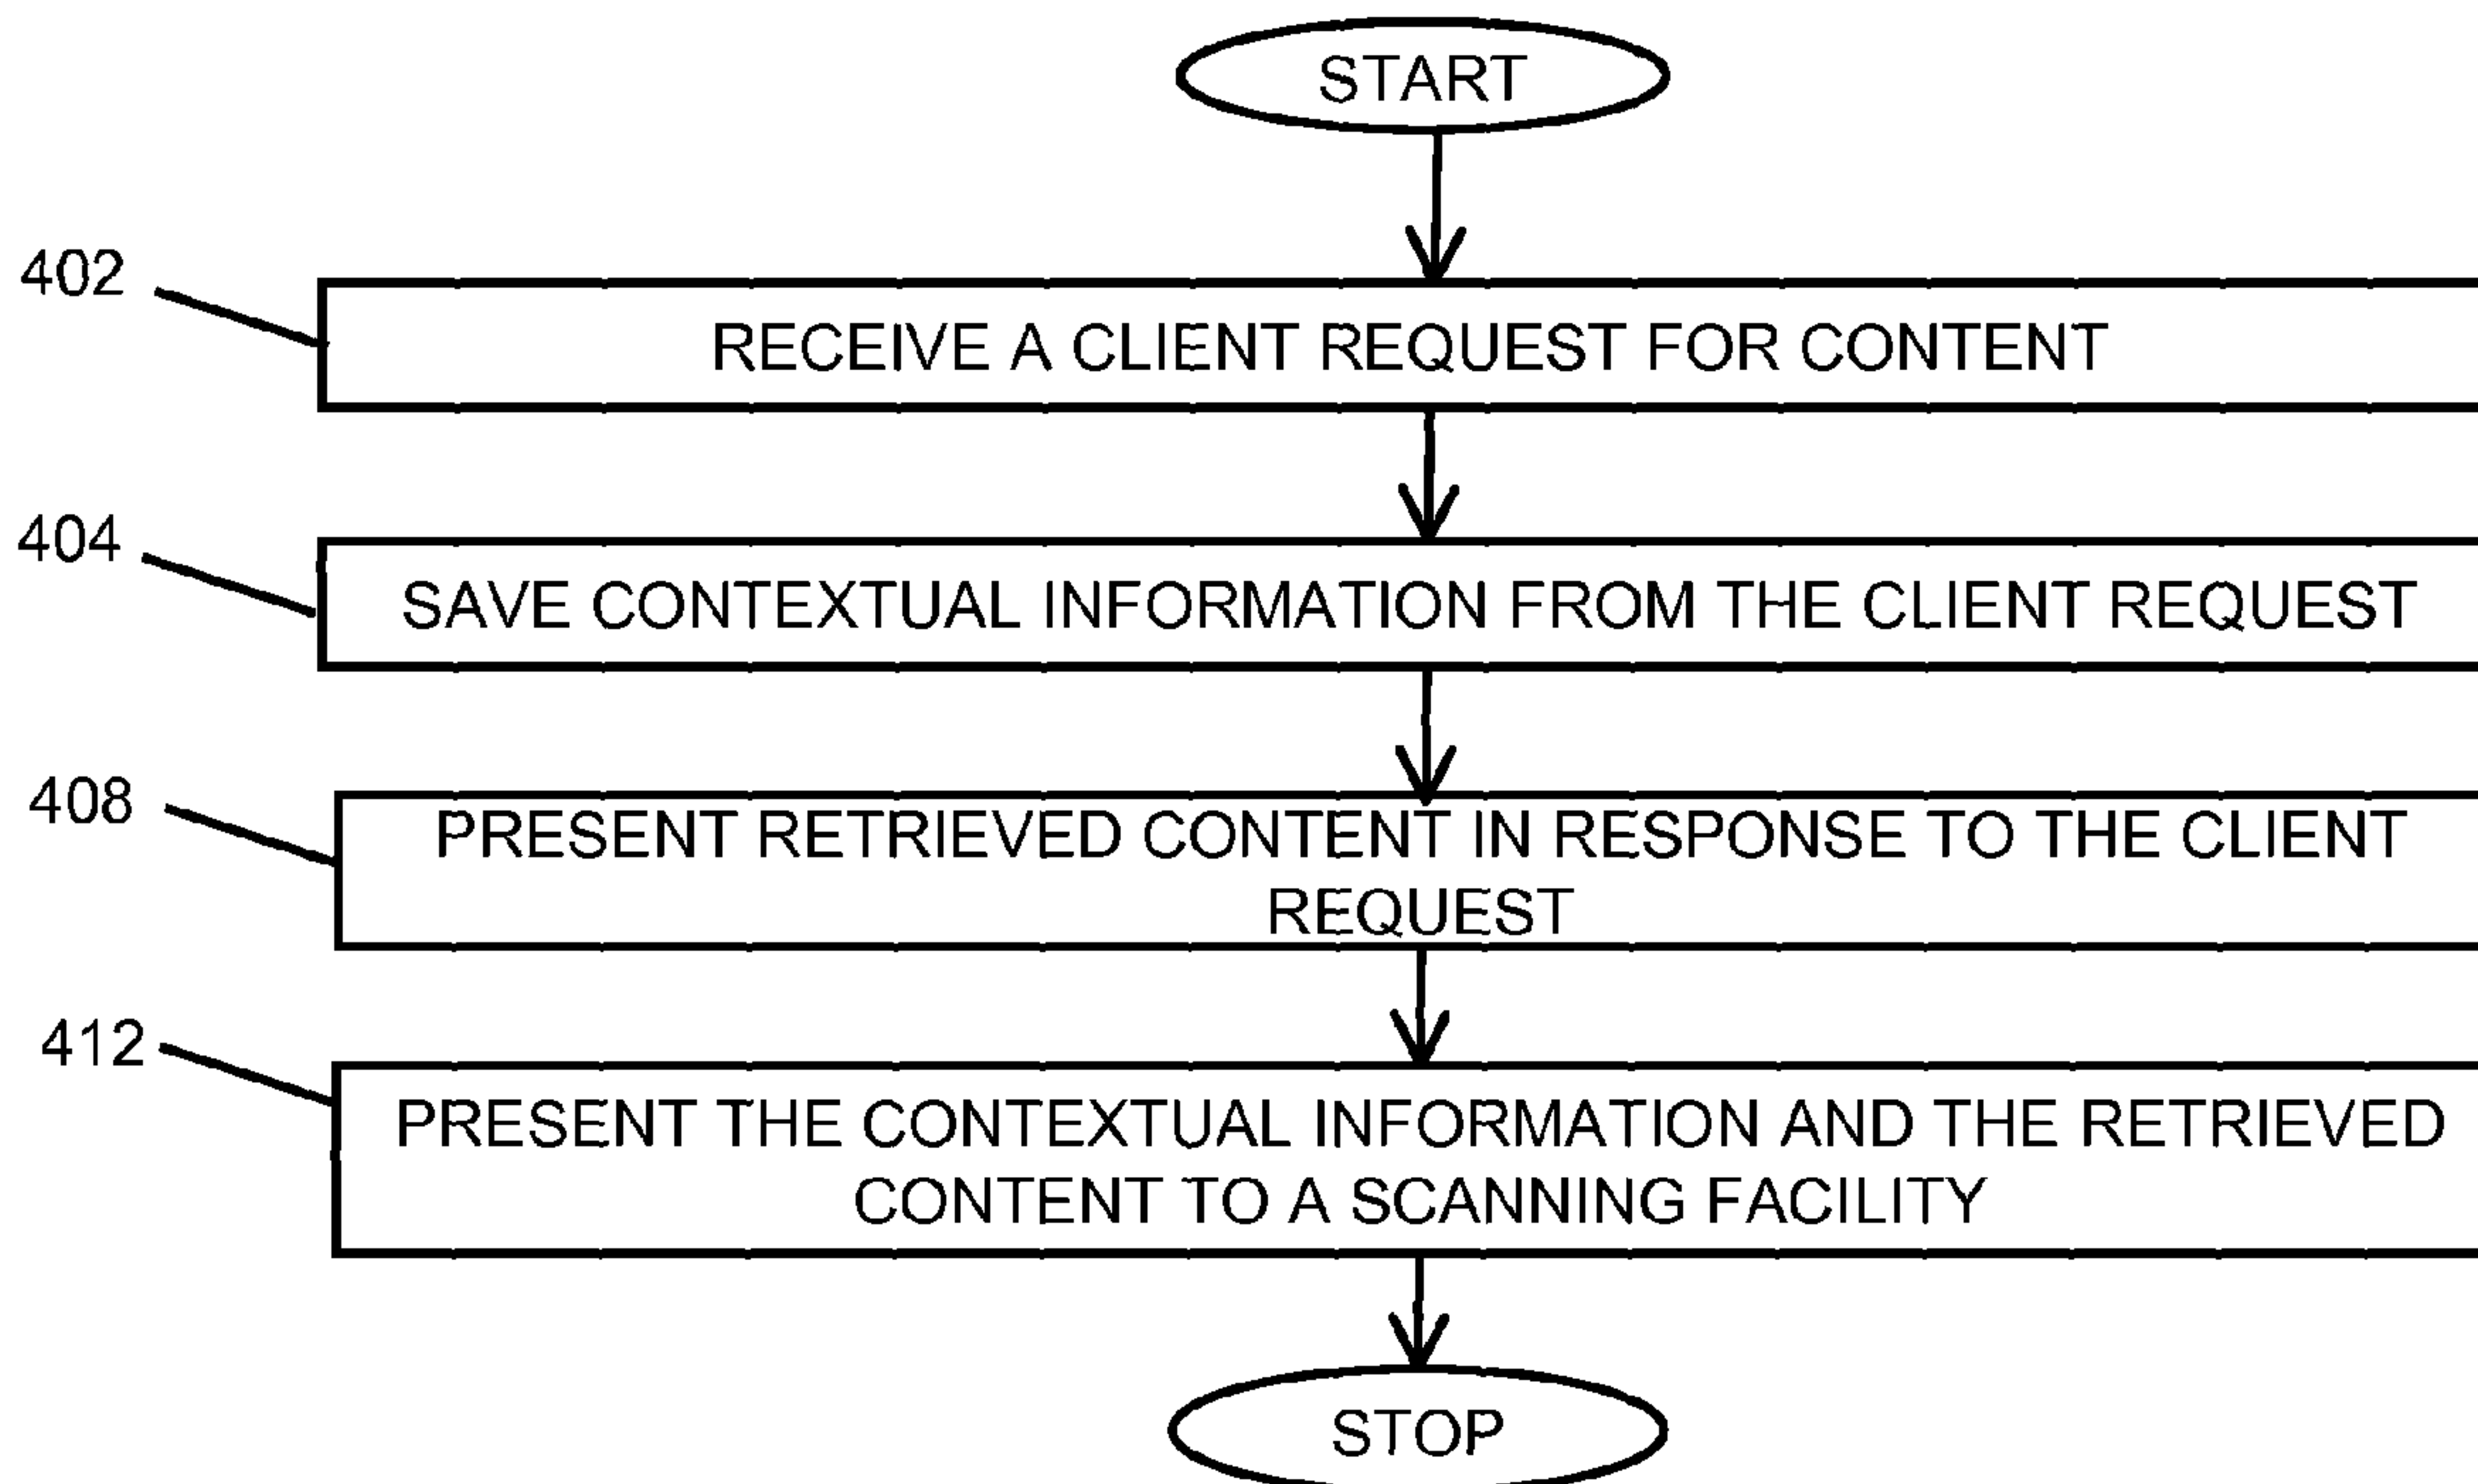 START
402
RECEIVE A CLIENT REQUEST FOR CONTENT
404
SAVE CONTEXTUAL INFORMATION FROM THE CLIENT REQUEST
408
PRESENT RETRIEVED CONTENT IN RESPONSE TO THE CLIENT
REQUEST
412
PRESENT THE CONTEXTUAL INFORMATION AND THE RETRIEVED
CONTENT TO A SCANNING FACILITY
STOP